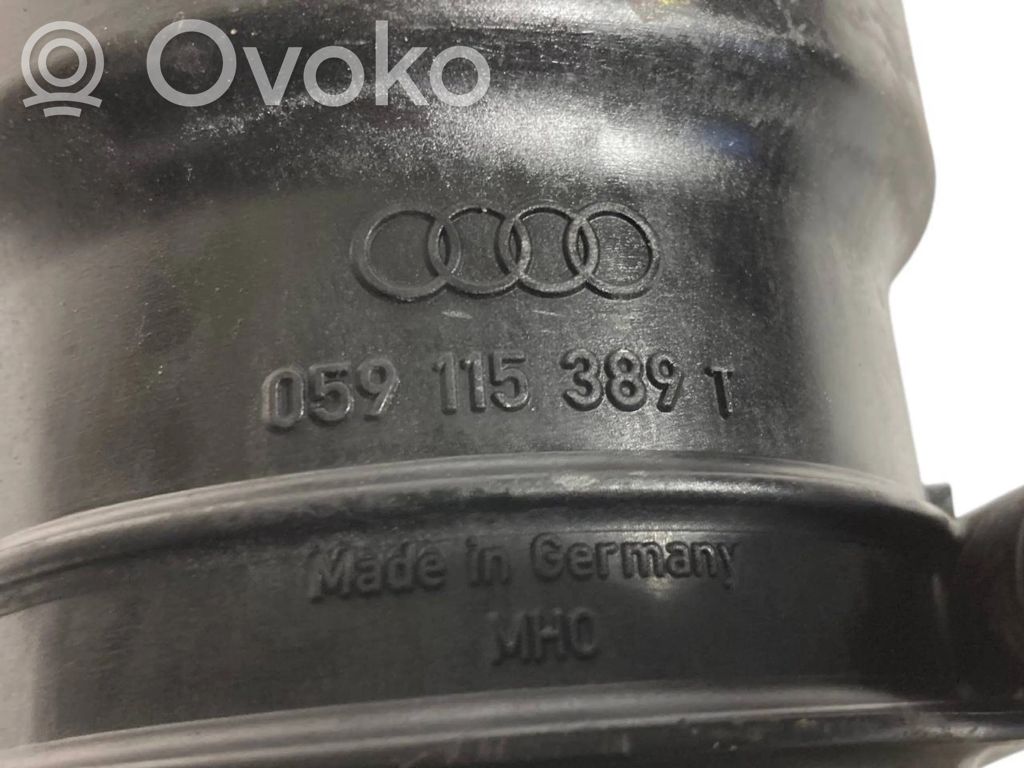 Ovoko
059 115 389 T
Made in Germany
MHO